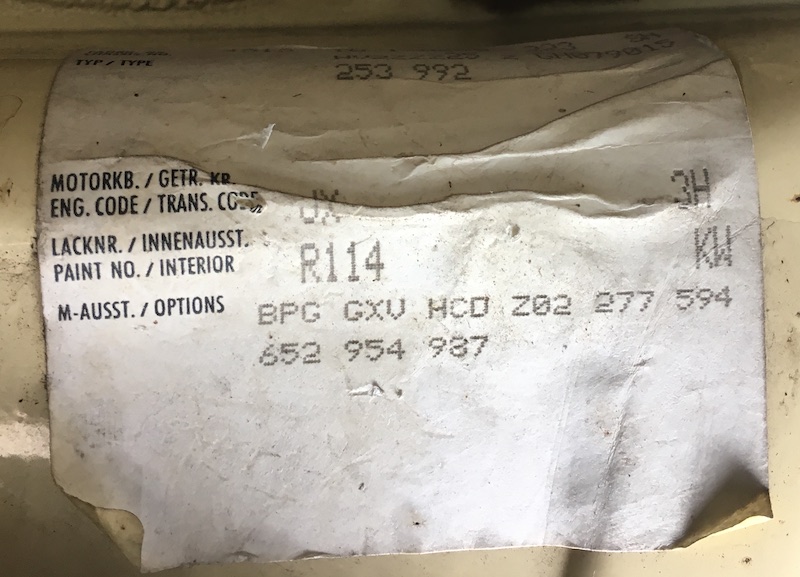 TYP / TYPE 253 992
MOTORKB. / GETR. KB.
ENG. CODE / TRANS. CODE JX 3H
LACKNR. / INNENAUSST.
PAINT NO. / INTERIOR R114 KW
M-AUSST. / OPTIONS BPG GXV HCD Z02 277 594
652 954 987